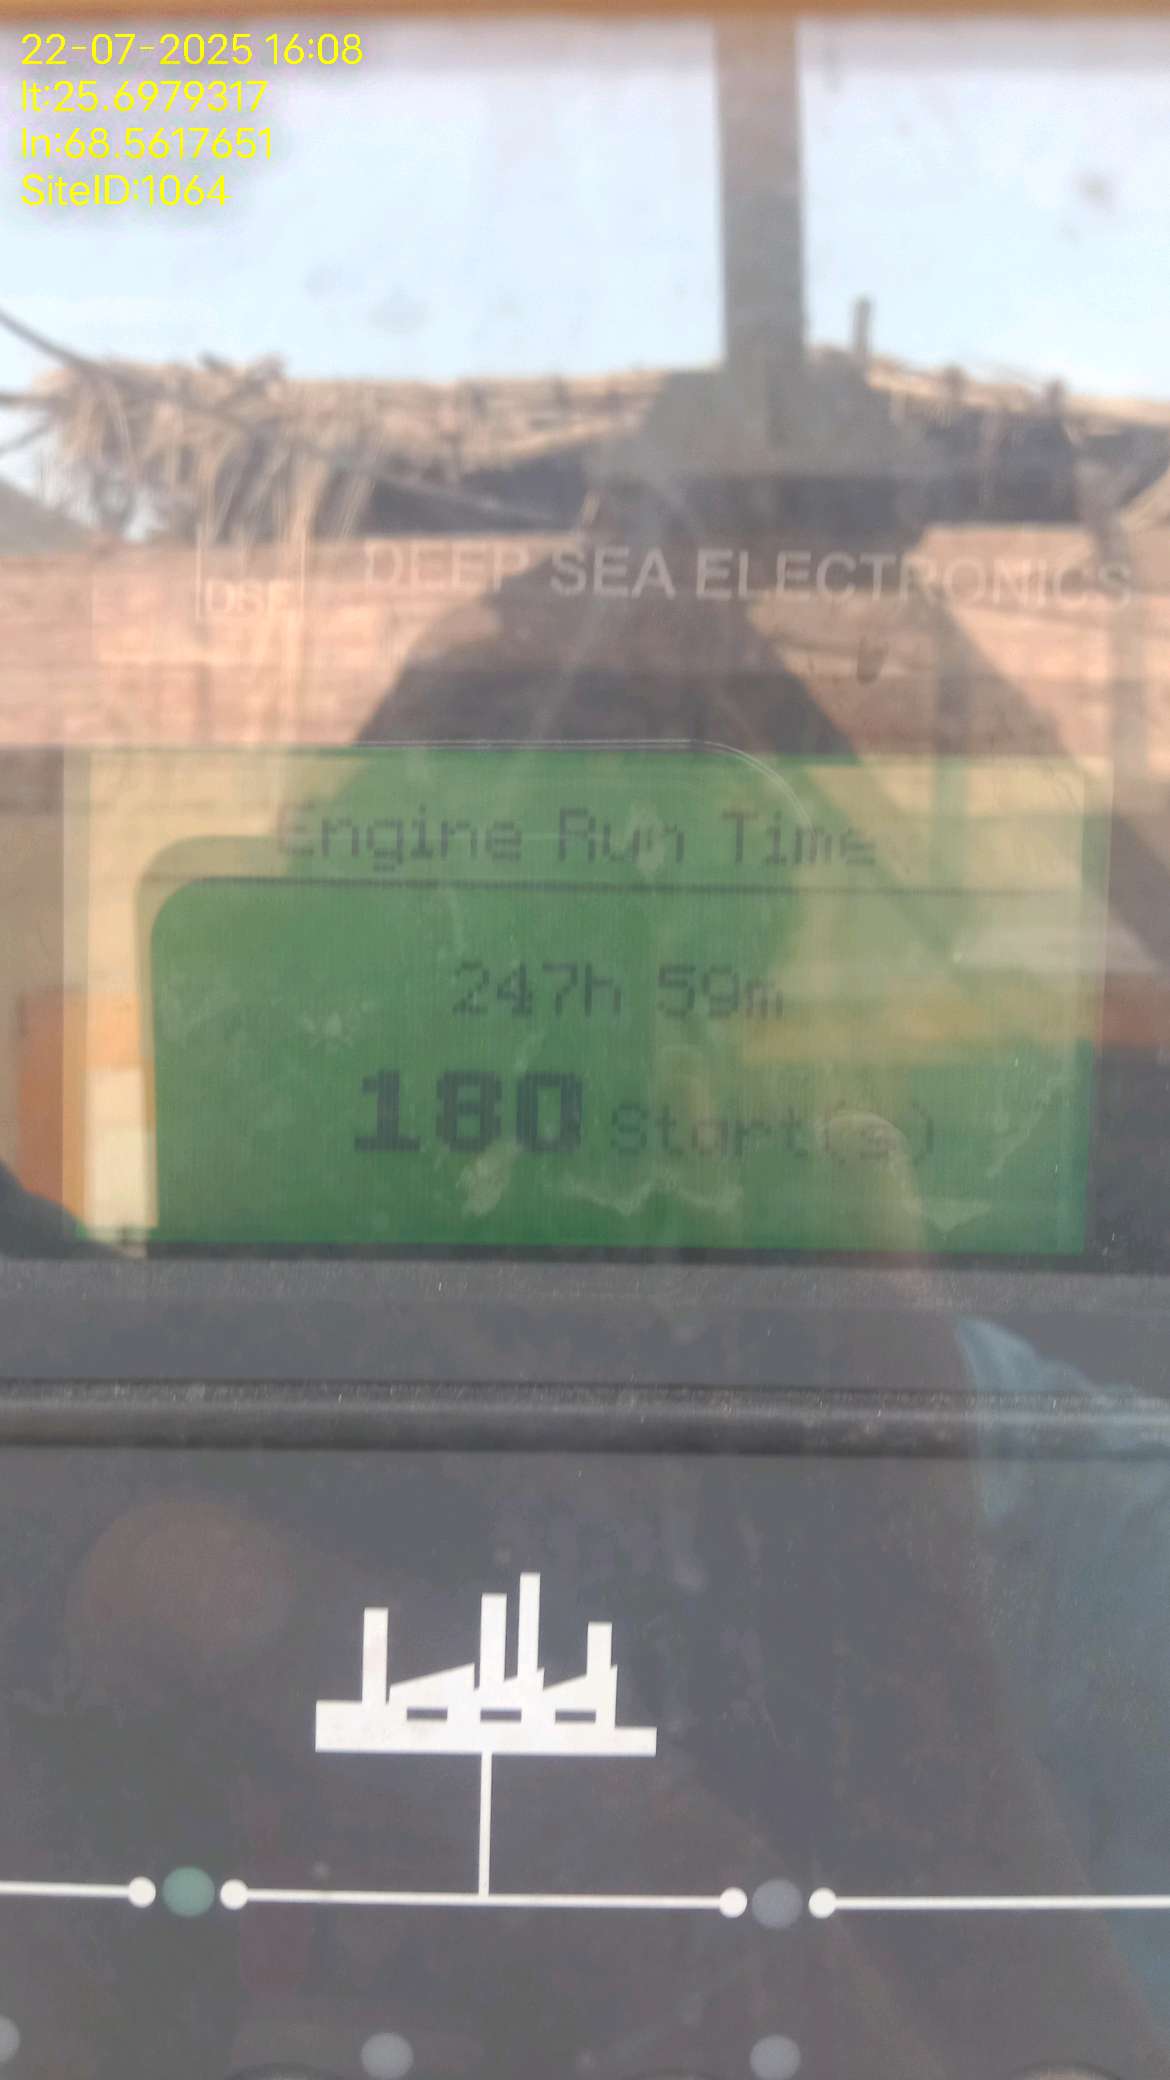 22-07-2025 16:08
lt:25.6979317
ln:68.5617651
SiteID:1064
DSE DEEP SEA ELECTRONICS
Engine Run Time
247h 59m
180 Start(s)